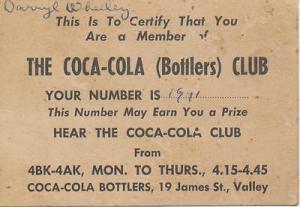 Darryl Wheeley
This Is To Certify That You
Are a Member of
THE COCA-COLA (Bottlers) CLUB
YOUR NUMBER IS 1991
This Number May Earn You a Prize
HEAR THE COCA-COLA CLUB
From
4BK-4AK, MON. TO THURS., 4.15-4.45
COCA-COLA BOTTLERS, 19 James St., Valley